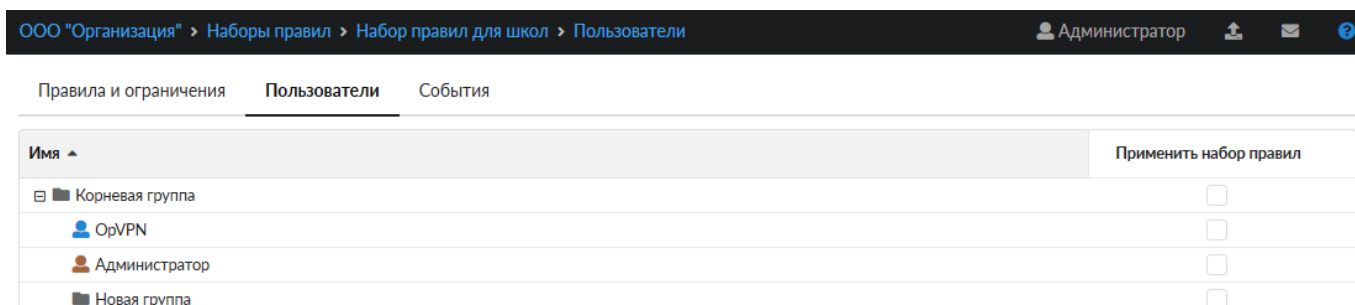 ООО "Организация" > Наборы правил > Набор правил для школ > Пользователи Администратор ?
Правила и ограничения Пользователи События
Имя Применить набор правил
Корневая группа
OpVPN
Администратор
Новая группа